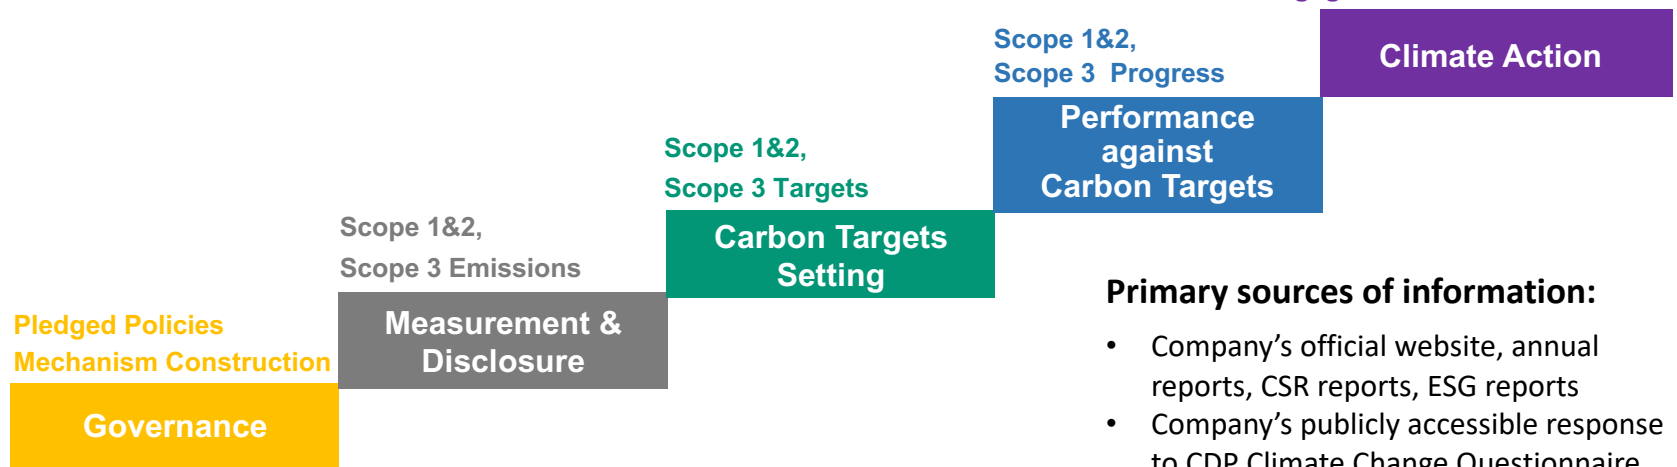 Scope 1&2,
Scope 3 Progress
Climate Action
Performance
against
Carbon Targets
Scope 1&2,
Scope 3 Targets
Carbon Targets
Setting
Scope 1&2,
Scope 3 Emissions
Measurement &
Disclosure
Pledged Policies
Mechanism Construction
Governance
Primary sources of information:
• Company’s official website, annual
reports, CSR reports, ESG reports
• Company’s publicly accessible response
to CDP Climate Change Questionnaire